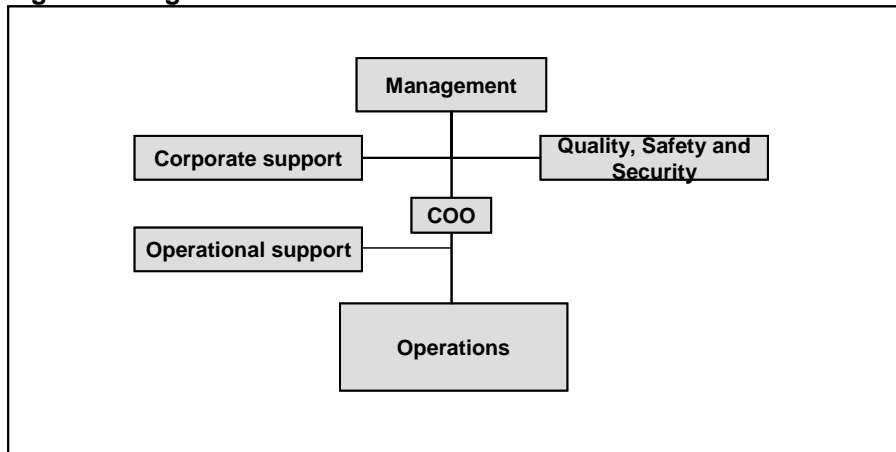 Management
Corporate support
Quality, Safety and
Security
COO
Operational support
Operations